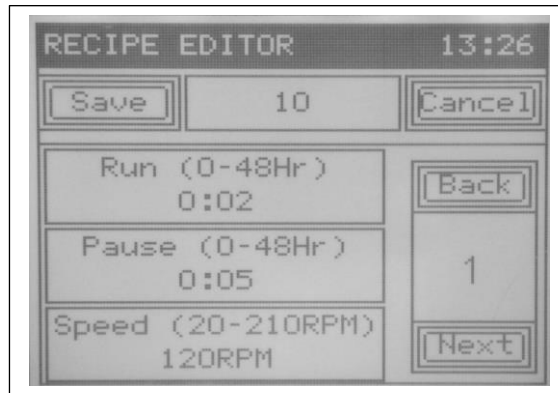 RECIPE EDITOR 13:26
Save 10 Cancel
Run (0-48Hr)
0:02
Back
Pause (0-48Hr)
0:05
1
Speed (20-210RPM)
120RPM
Next